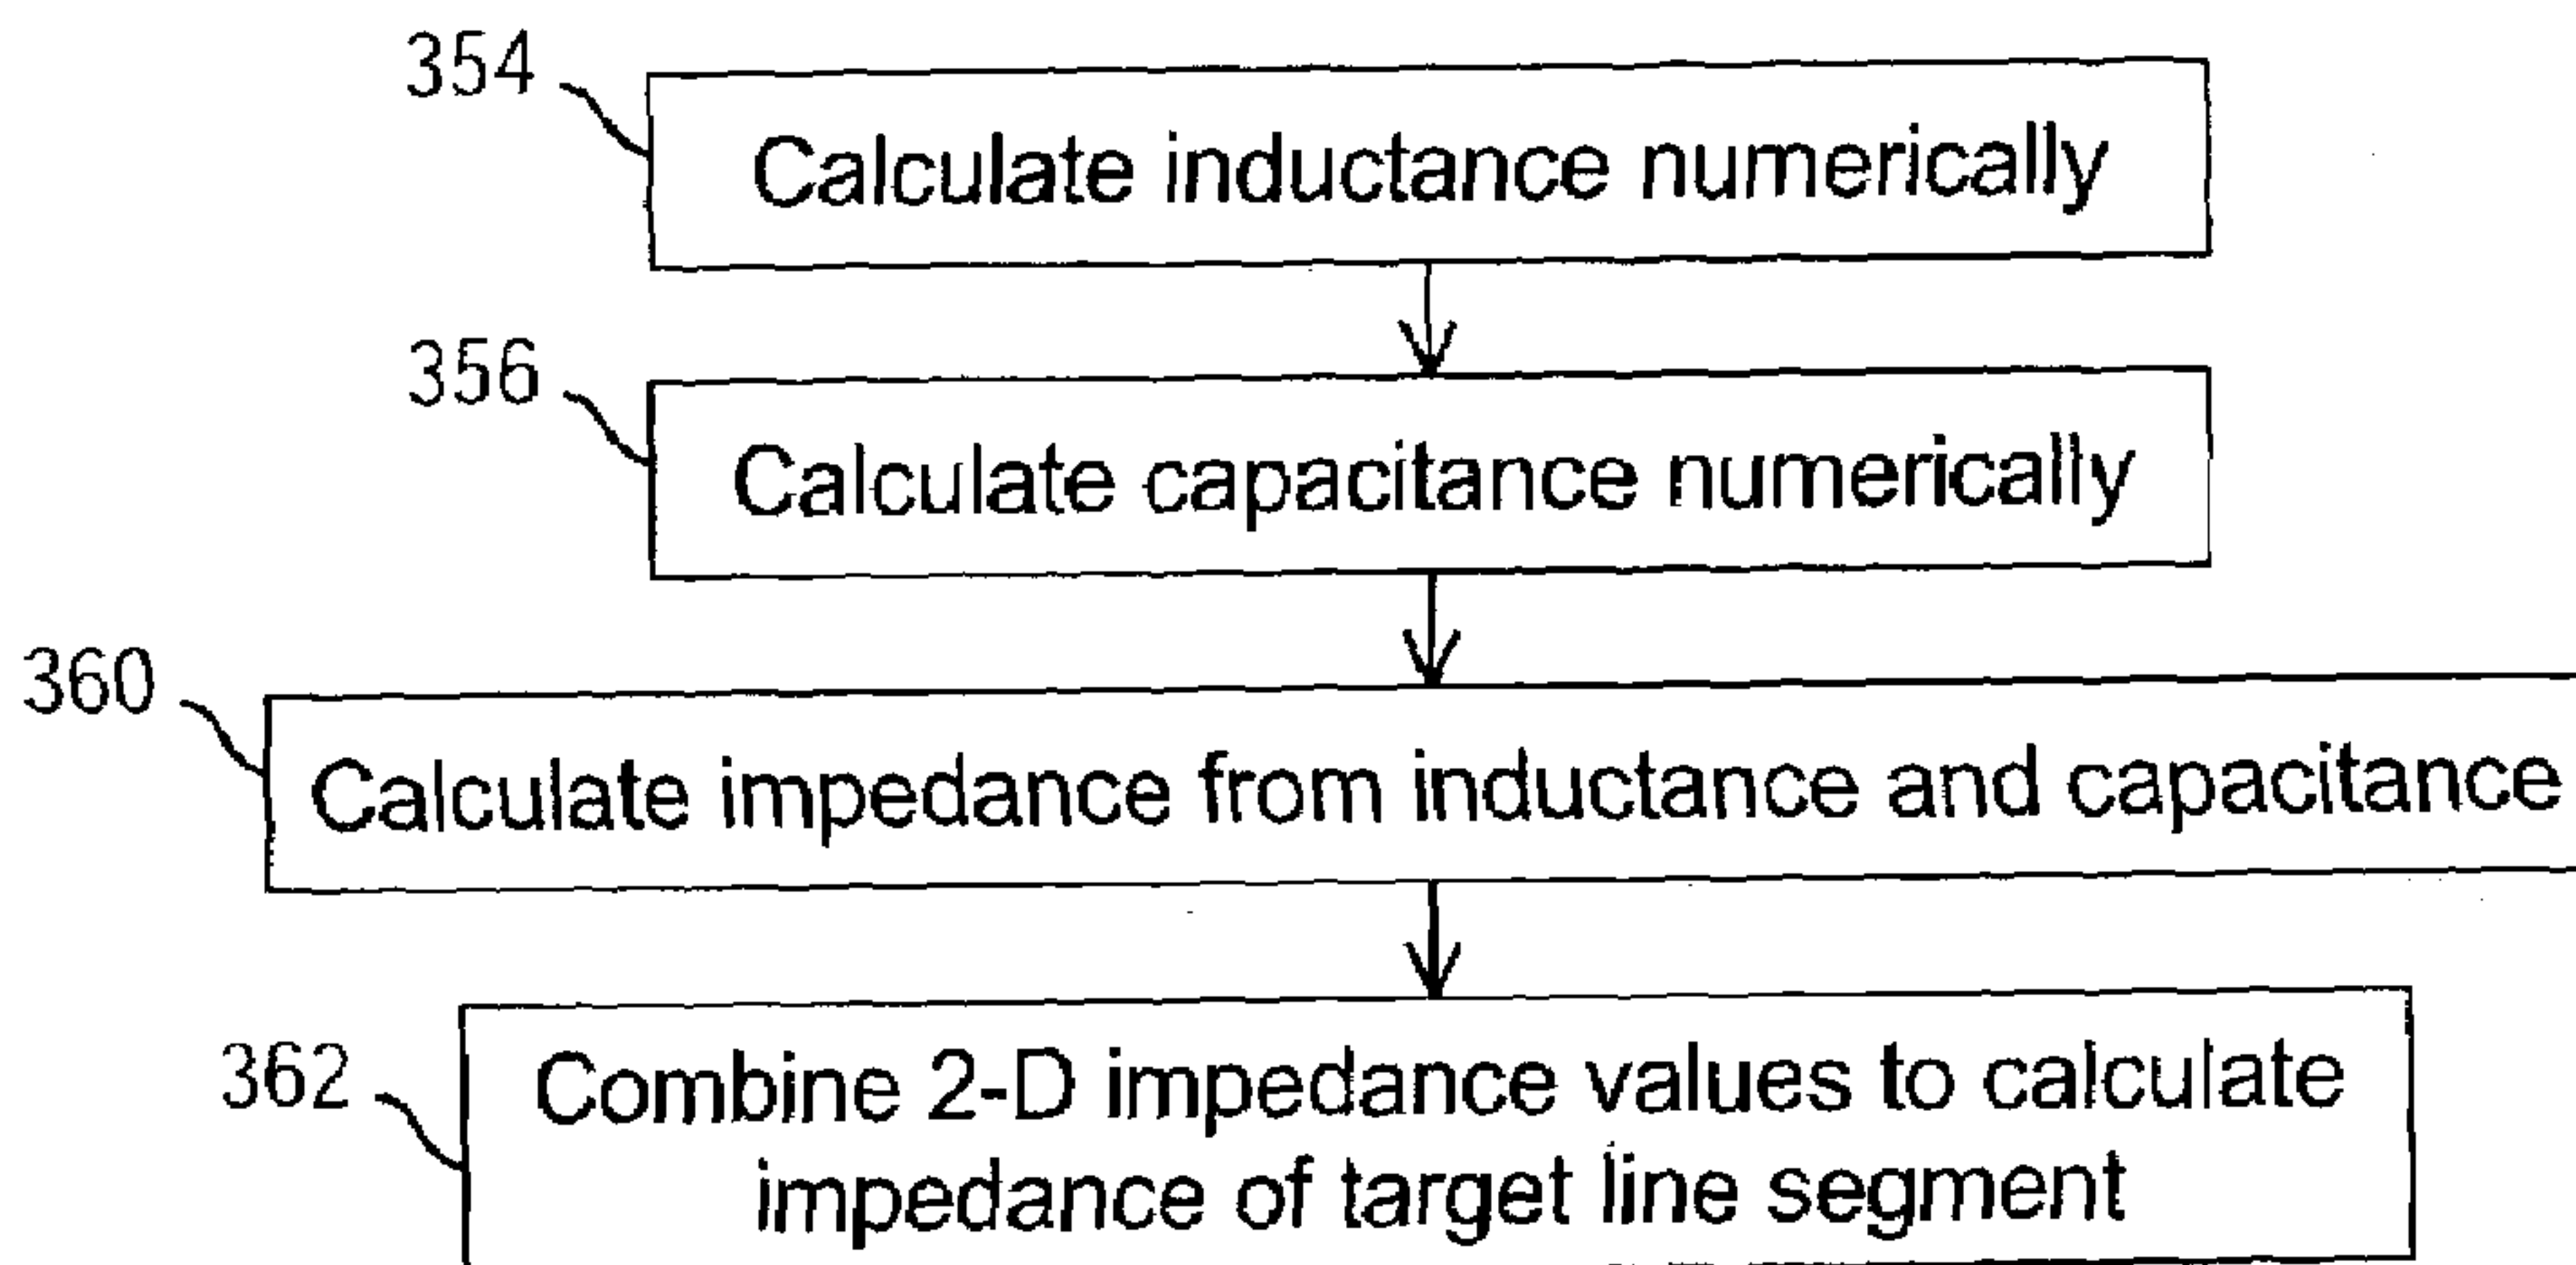 354
Calculate inductance numerically
356
Calculate capacitance numerically
360
Calculate impedance from inductance and capacitance
362
Combine 2-D impedance values to calculate
impedance of target line segment